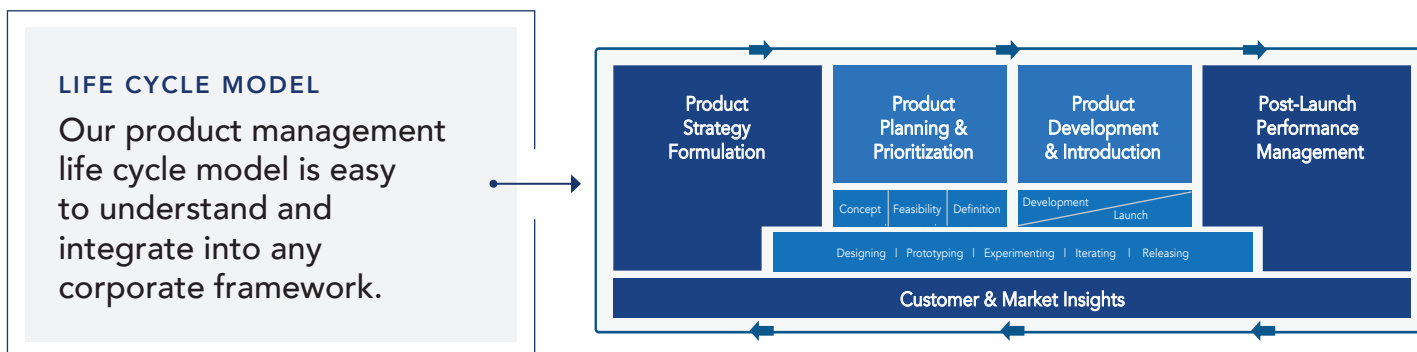 LIFE CYCLE MODEL
Our product management
life cycle model is easy
to understand and
integrate into any
corporate framework.
Product
Strategy
Formulation
Product
Planning &
Prioritization
Product
Development
& Introduction
Post-Launch
Performance
Management
Concept
Feasibility
Definition
Development
Launch
Designing | Prototyping | Experimenting | Iterating | Releasing
Customer & Market Insights